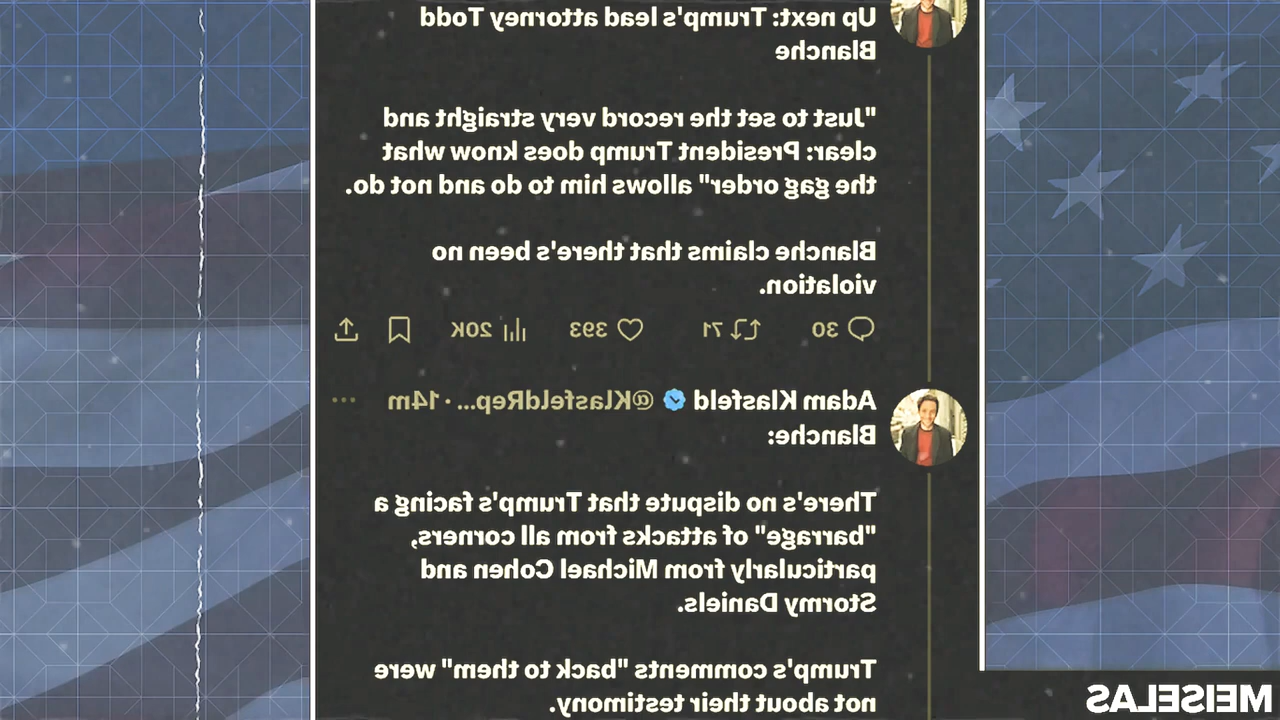 Up next: Trump's lead attorney Todd
Blanche
"Just to set the record very straight and
clear: President Trump does know what
the gag order" allows him to do and not do.
Blanche claims that there's been no
violation.
30 71 393 20K
Adam Klasfeld @KlasfeldRep... · 14m ...
Blanche:
There's no dispute that Trump's facing a
"barrage" of attacks from all corners,
particularly from Michael Cohen and
Stormy Daniels.
Trump's comments "back to them" were
not about their testimony.
MEISELAS